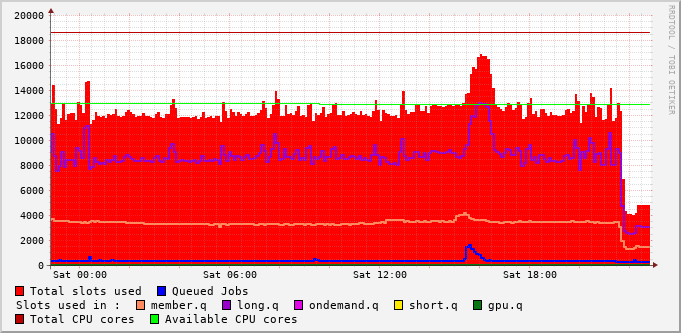 20000
18000
16000
14000
12000
10000
8000
6000
4000
2000
0
Sat 00:00 Sat 06:00 Sat 12:00 Sat 18:00
RRDTOOL / TOBI OETIKER
Total slots used Queued Jobs
Slots used in : member.q long.q ondemand.q short.q gpu.q
Total CPU cores Available CPU cores